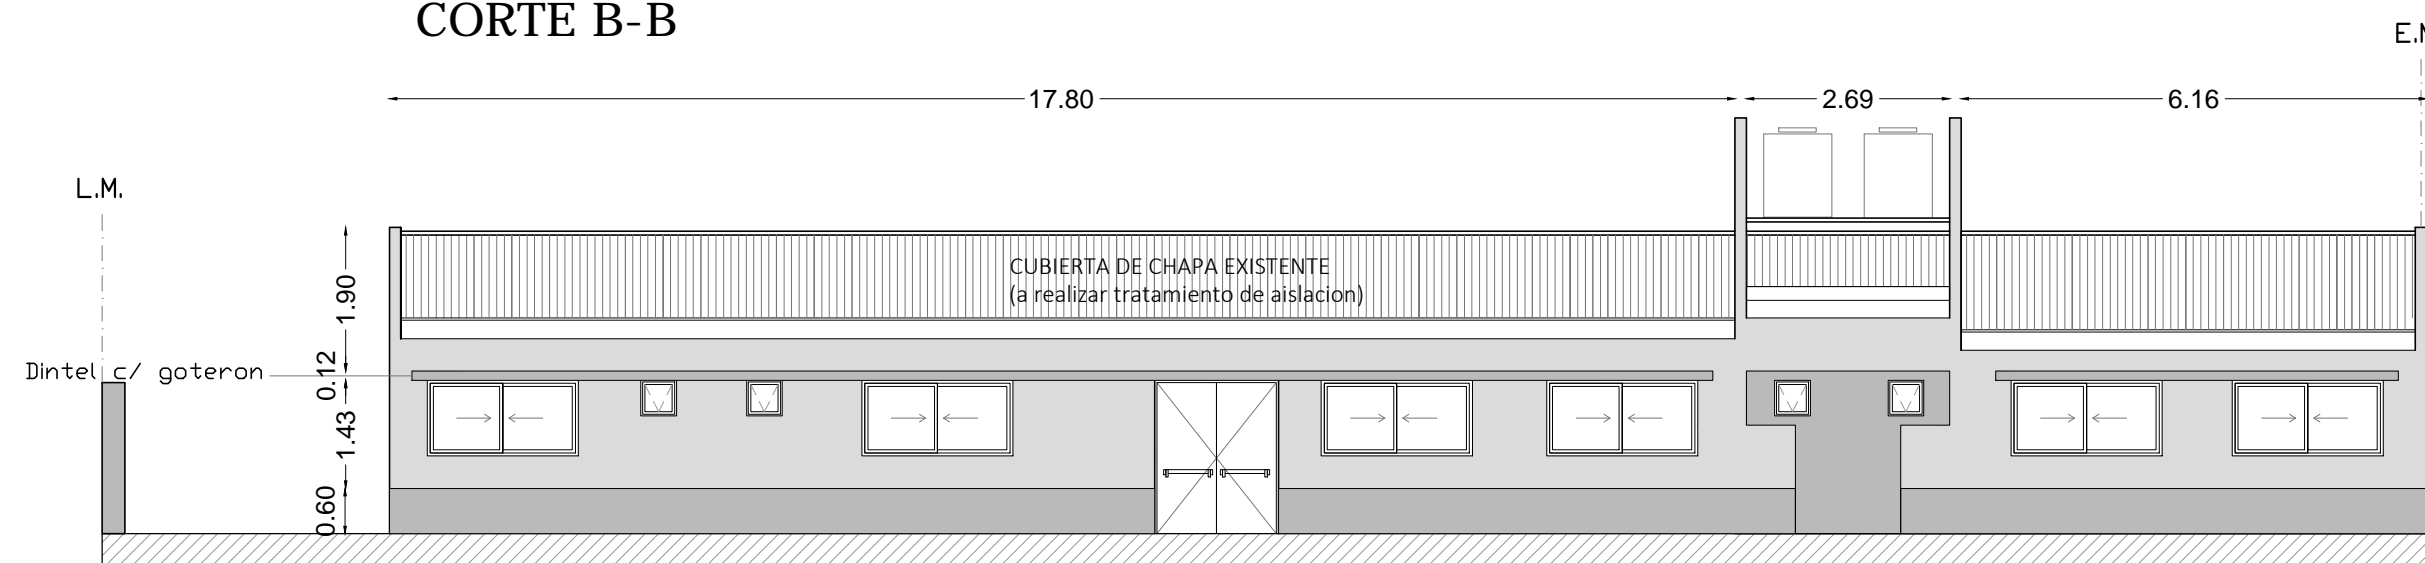 CORTE B-B
E.
17.80
2.69
6.16
L.M.
CUBIERTA DE CHAPA EXISTENTE
(a realizar tratamiento de aislacion)
1.90
Dintel c/ goteron
0.12
1.43
0.60